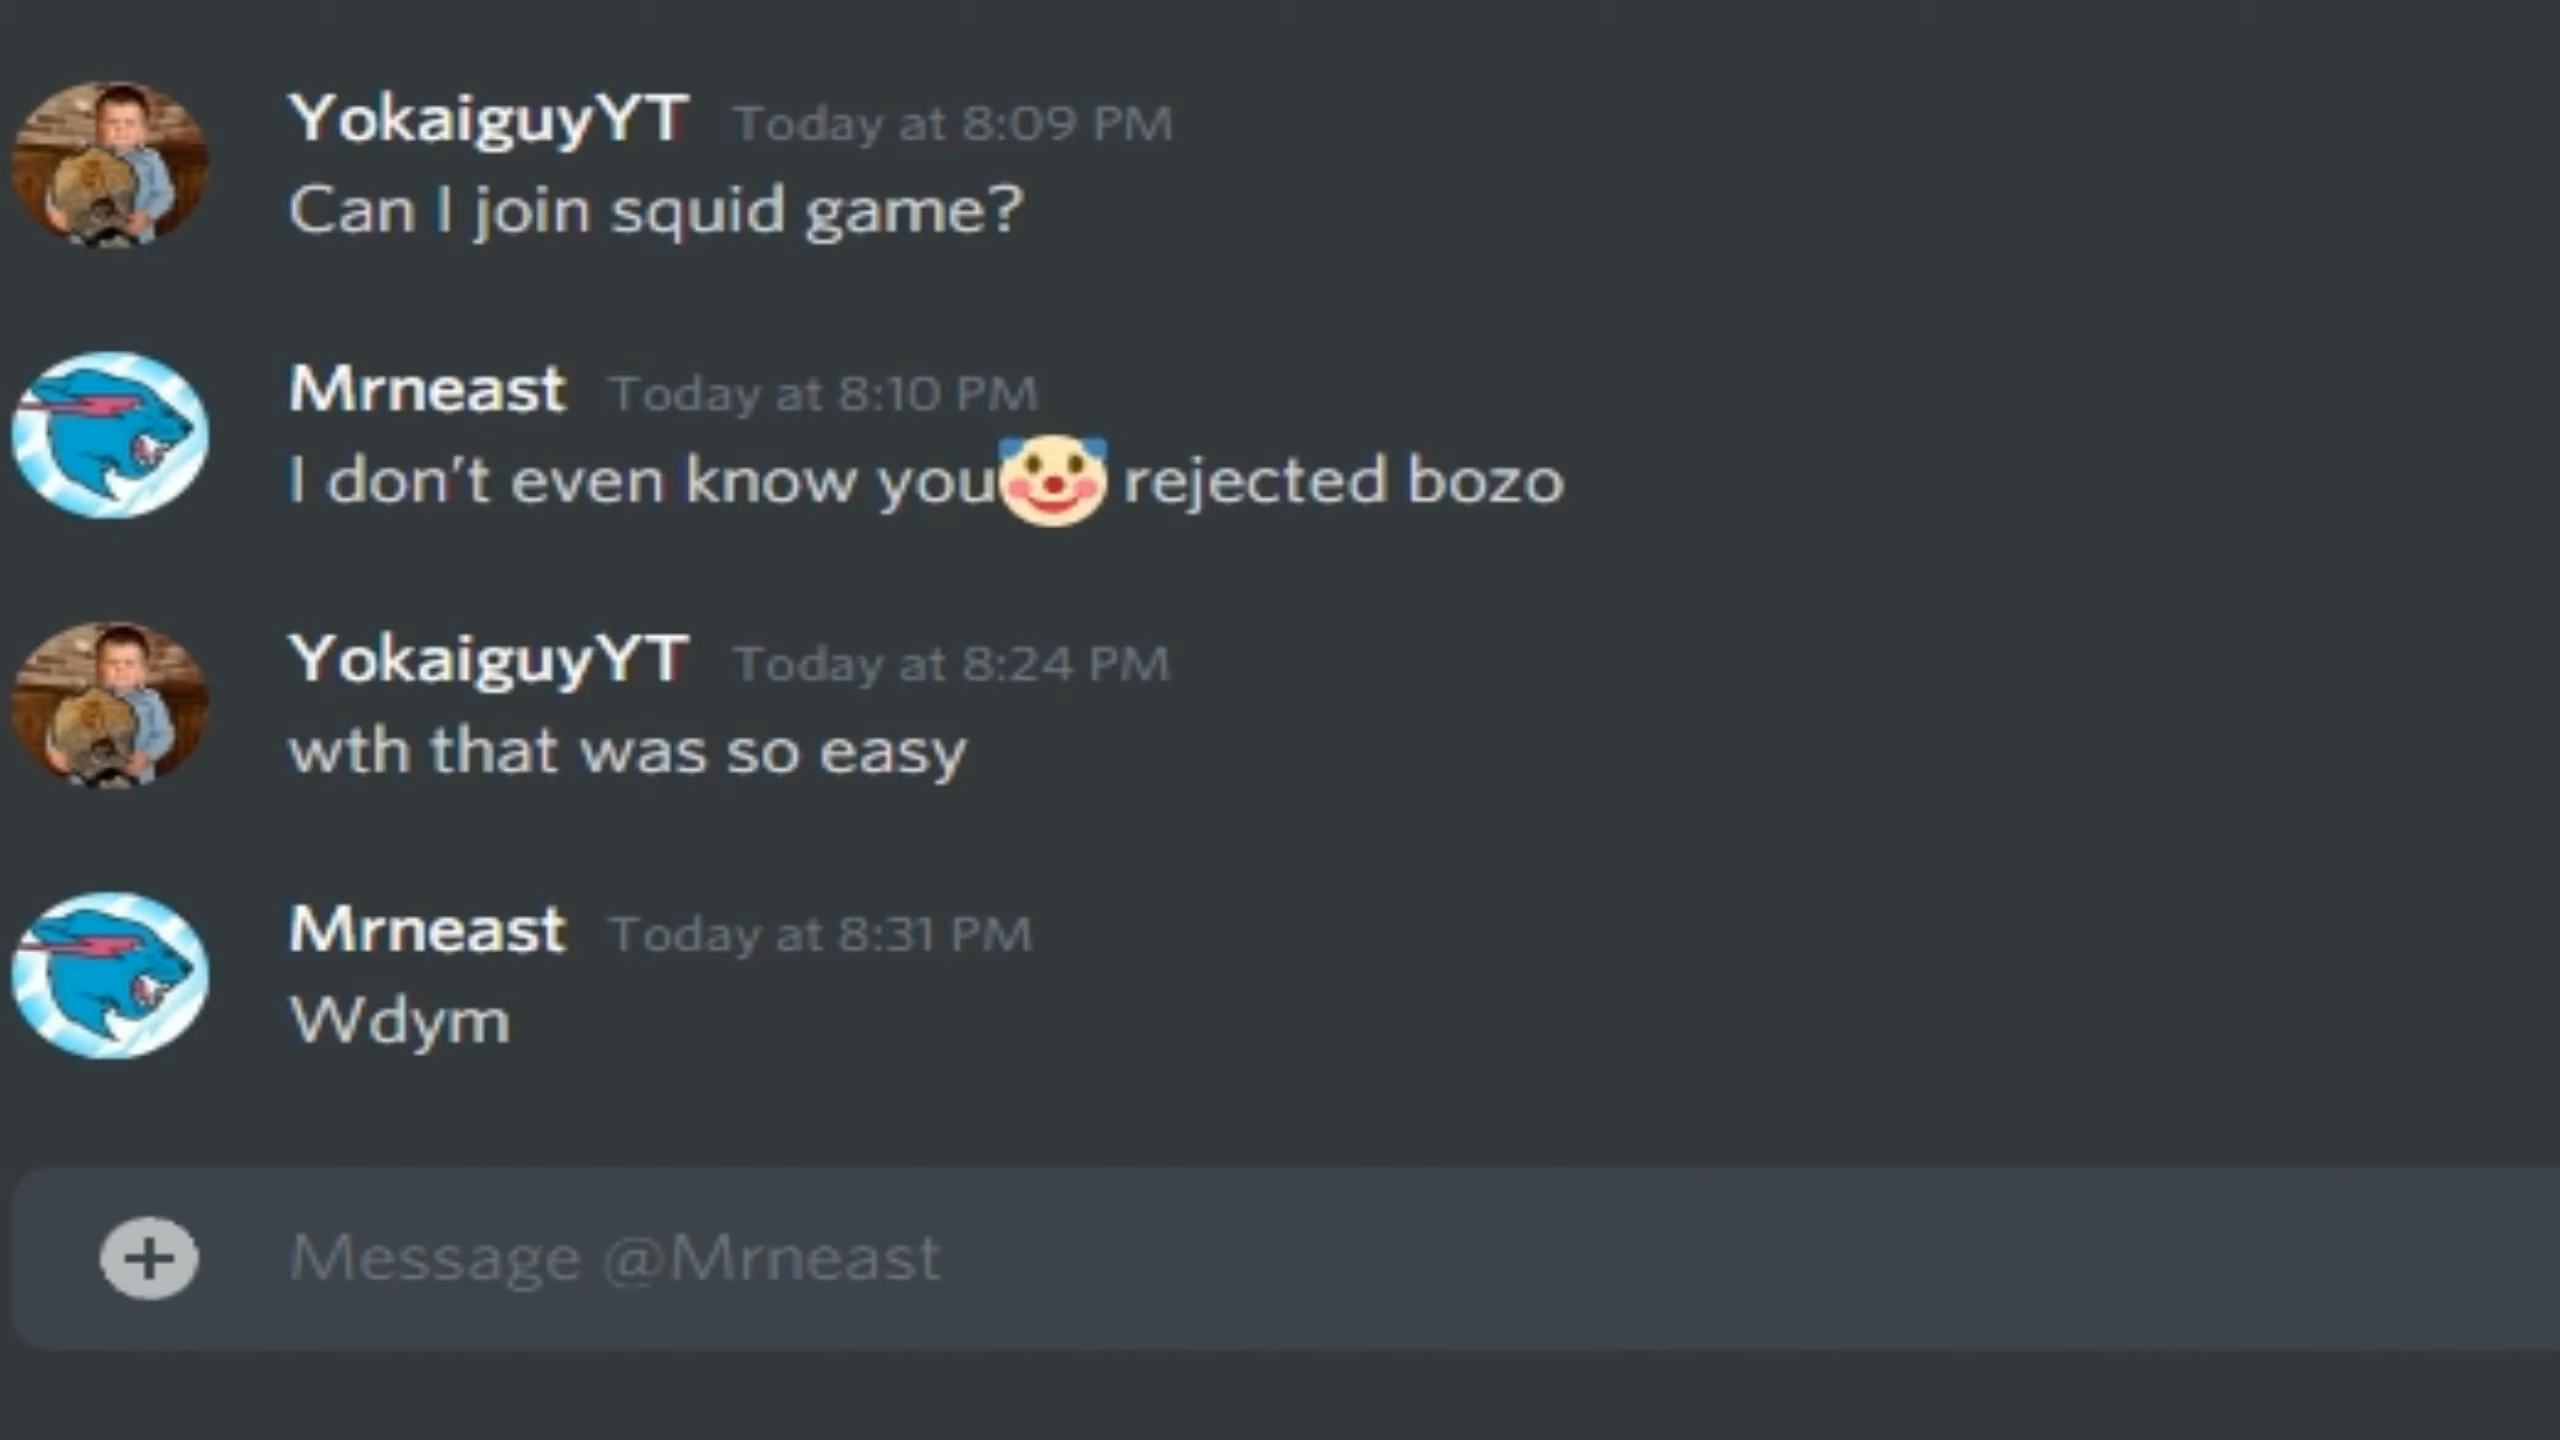 YokaiguyYT Today at 8:09 PM
Can I join squid game?
Mrneast Today at 8:10 PM
I don't even know you🤡 rejected bozo
YokaiguyYT Today at 8:24 PM
wth that was so easy
Mrneast Today at 8:31 PM
Wdym
Message @Mrneast